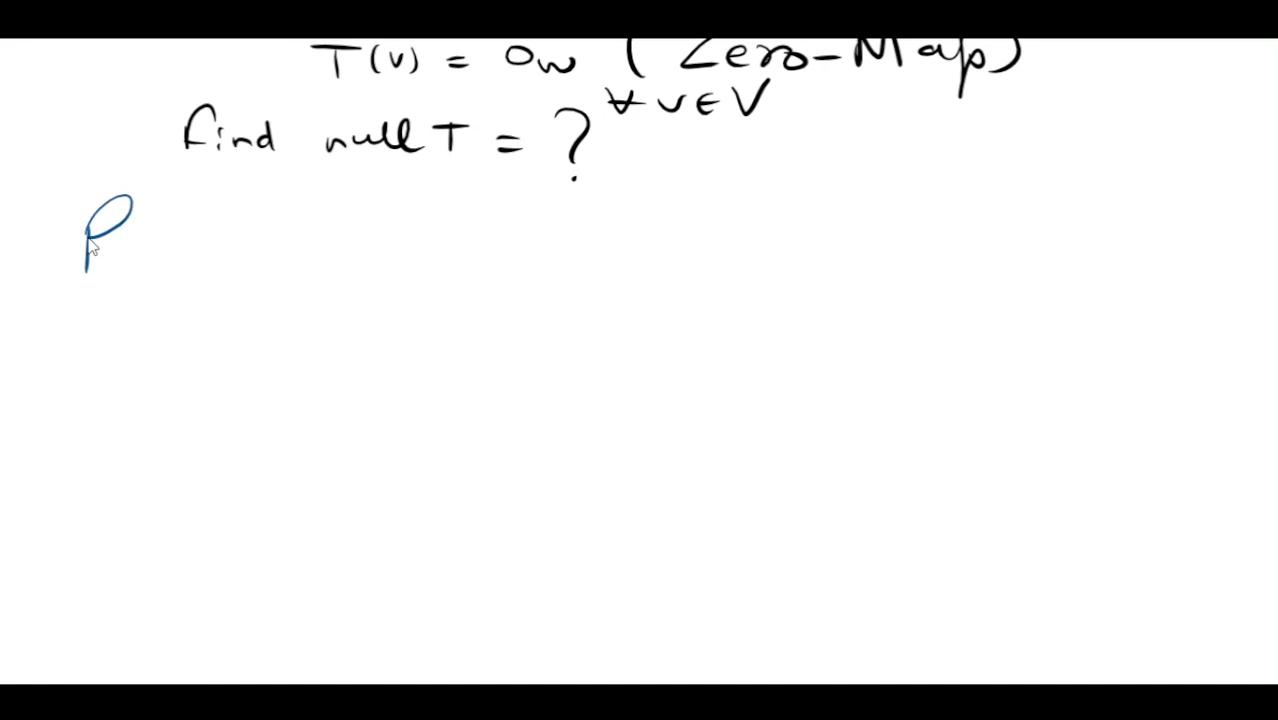 T(v) = 0w (Zero-Map)
∀ v ∈ V
find null T = ?
P